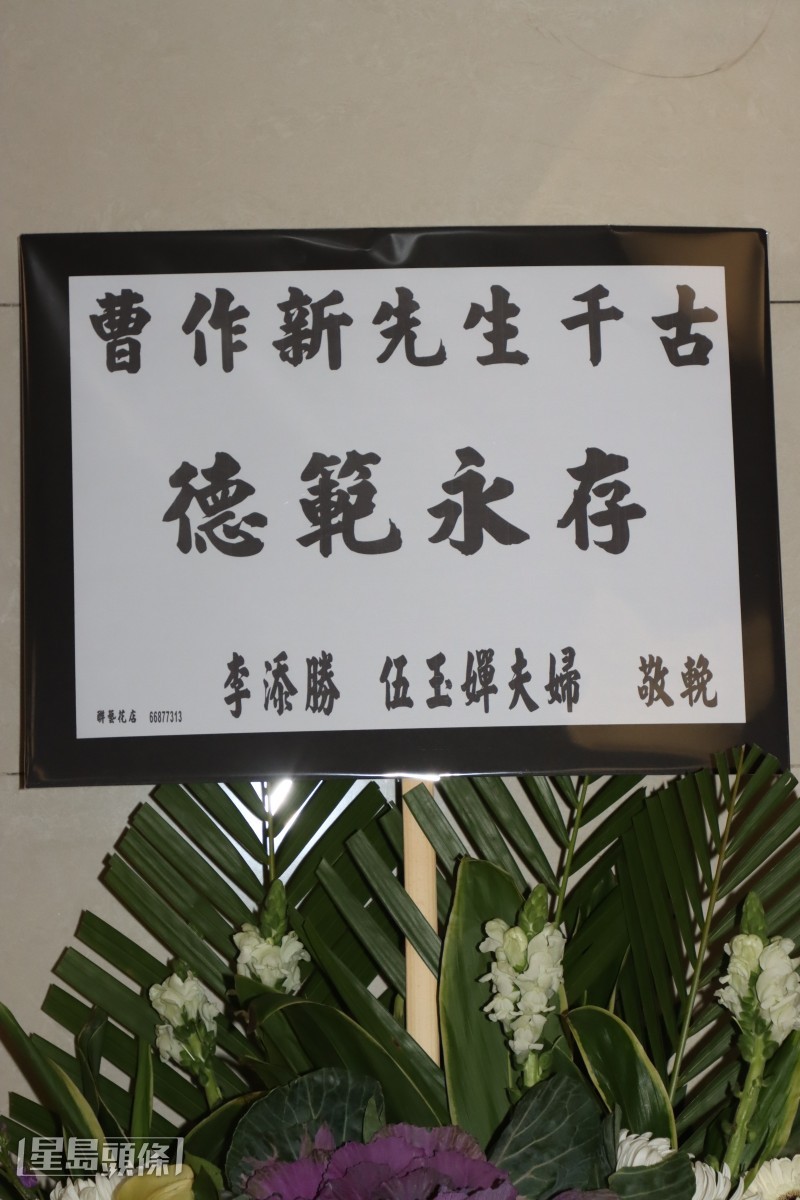 曹作新先生千古
德範永存
李添勝 伍玉嬋夫婦 敬輓
聯藝花店 66877313
星島頭條